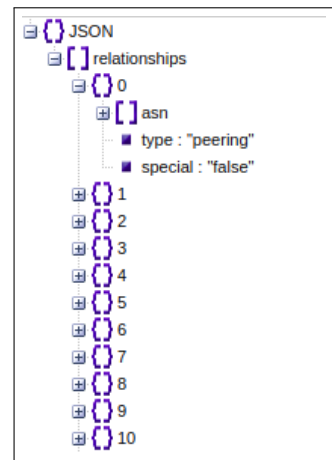 {} JSON
[ ] relationships
{} 0
[ ] asn
type : "peering"
special : "false"
{} 1
{} 2
{} 3
{} 4
{} 5
{} 6
{} 7
{} 8
{} 9
{} 10